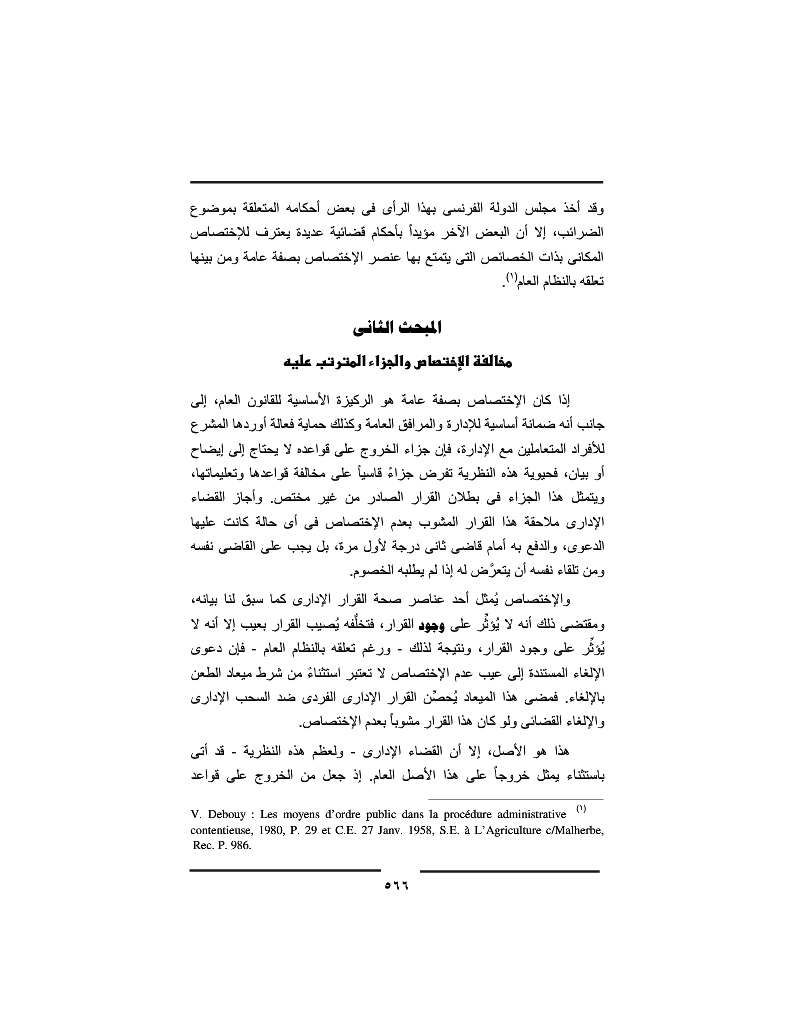 وقد أخذ مجلس الدولة الفرنسى بهذا الرأى فى بعض أحكامه المتعلقة بموضوع
الضرائب، إلا أن البعض الآخر مؤيداً بأحكام قضائية عديدة يعترف للإختصاص
المكانى بذات الخصائص التى يتمتع بها عنصر الإختصاص بصفة عامة ومن بينها
تعلقه بالنظام العام(١).
المبحث الثانى
مخالفة الإختصاص والجزاء المترتب عليه
إذا كان الإختصاص بصفة عامة هو الركيزة الأساسية للقانون العام، إلى
جانب أنه ضمانة أساسية للإدارة والمرافق العامة وكذلك حماية فعالة أوردها المشرع
للأفراد المتعاملين مع الإدارة، فإن جزاء الخروج على قواعده لا يحتاج إلى إيضاح
أو بيان، فحيوية هذه النظرية تفرض جزاءً قاسياً على مخالفة قواعدها وتعليماتها،
ويتمثل هذا الجزاء فى بطلان القرار الصادر من غير مختص. وأجاز القضاء
الإدارى ملاحقة هذا القرار المشوب بعدم الإختصاص فى أى حالة كانت عليها
الدعوى، والدفع به أمام قاضى ثانى درجة لأول مرة، بل يجب على القاضى نفسه
ومن تلقاء نفسه أن يتعرَّض له إذا لم يطلبه الخصوم.
والإختصاص يُمثل أحد عناصر صحة القرار الإدارى كما سبق لنا بيانه،
ومقتضى ذلك أنه لا يُؤثِّر على وجود القرار، فتخلُّفه يُصيب القرار بعيب إلا أنه لا
يُؤثِّر على وجود القرار، ونتيجة لذلك - ورغم تعلقه بالنظام العام - فإن دعوى
الإلغاء المستندة إلى عيب عدم الإختصاص لا تعتبر استثناءً من شرط ميعاد الطعن
بالإلغاء. فمضى هذا الميعاد يُحصِّن القرار الإدارى الفردى ضد السحب الإدارى
والإلغاء القضائى ولو كان هذا القرار مشوباً بعدم الإختصاص.
هذا هو الأصل، إلا أن القضاء الإدارى - ولعظم هذه النظرية - قد أتى
باستثناء يمثل خروجاً على هذا الأصل العام. إذ جعل من الخروج على قواعد
(١) V. Debouy : Les moyens d’ordre public dans la procédure administrative
contentieuse, 1980, P. 29 et C.E. 27 Janv. 1958, S.E. à L’Agriculture c/Malherbe,
Rec. P. 986.
٥٦٦